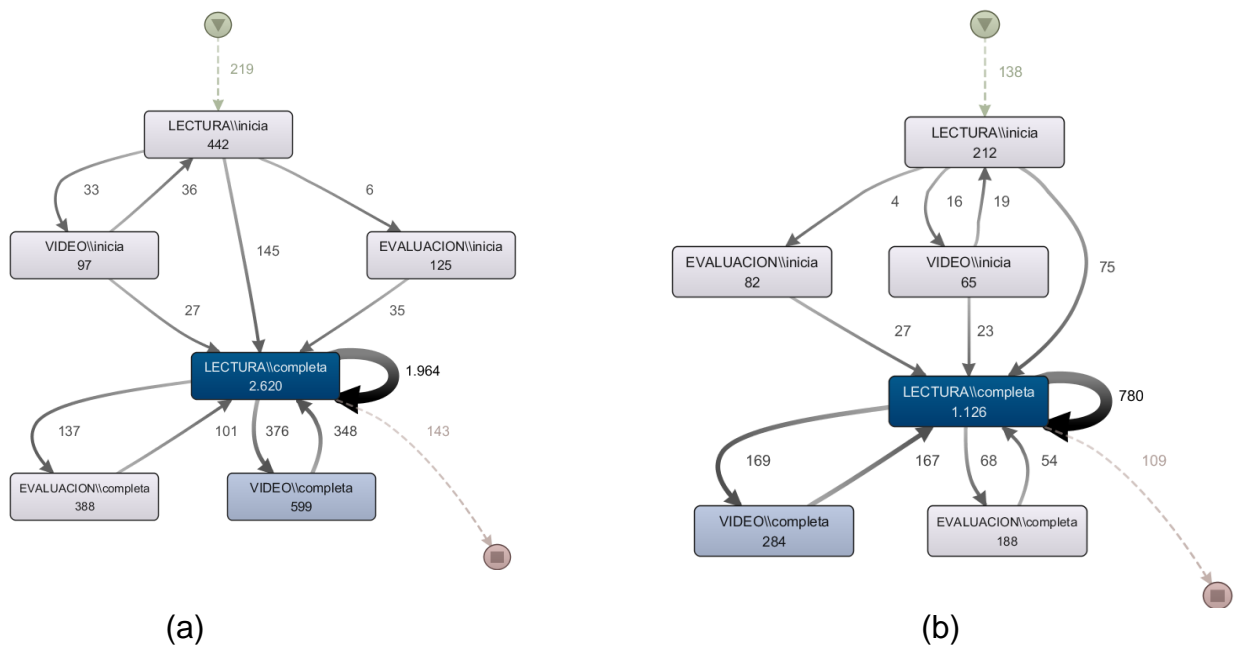 219
LECTURA\\inicia
442
33
36
6
145
VIDEO\\inicia
97
EVALUACION\\inicia
125
27
35
LECTURA\\completa
2.620
1.964
137
101
376
348
143
EVALUACION\\completa
388
VIDEO\\completa
599
(a)
138
LECTURA\\inicia
212
4
16
19
75
EVALUACION\\inicia
82
VIDEO\\inicia
65
27
23
LECTURA\\completa
1.126
780
169
167
68
54
109
VIDEO\\completa
284
EVALUACION\\completa
188
(b)